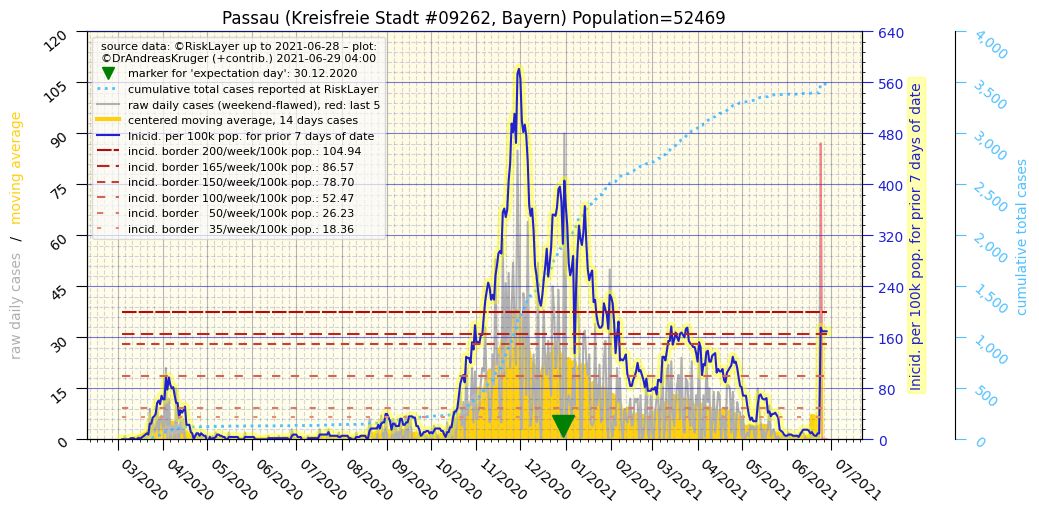 Passau (Kreisfreie Stadt #09262, Bayern) Population=52469
source data: ©RiskLayer up to 2021-06-28 – plot:
©DrAndreasKruger (+contrib.) 2021-06-29 04:00
marker for 'expectation day': 30.12.2020
cumulative total cases reported at RiskLayer
raw daily cases (weekend-flawed), red: last 5
centered moving average, 14 days cases
Inicid. per 100k pop. for prior 7 days of date
incid. border 200/week/100k pop.: 104.94
incid. border 165/week/100k pop.: 86.57
incid. border 150/week/100k pop.: 78.70
incid. border 100/week/100k pop.: 52.47
incid. border   50/week/100k pop.: 26.23
incid. border   35/week/100k pop.: 18.36
raw daily cases  /  moving average
120
105
90
75
60
45
30
15
0
640
560
480
400
320
240
160
80
0
Inicid. per 100k pop. for prior 7 days of date
4,000
3,500
3,000
2,500
2,000
1,500
1,000
500
0
cumulative total cases
03/2020
04/2020
05/2020
06/2020
07/2020
08/2020
09/2020
10/2020
11/2020
12/2020
01/2021
02/2021
03/2021
04/2021
05/2021
06/2021
07/2021